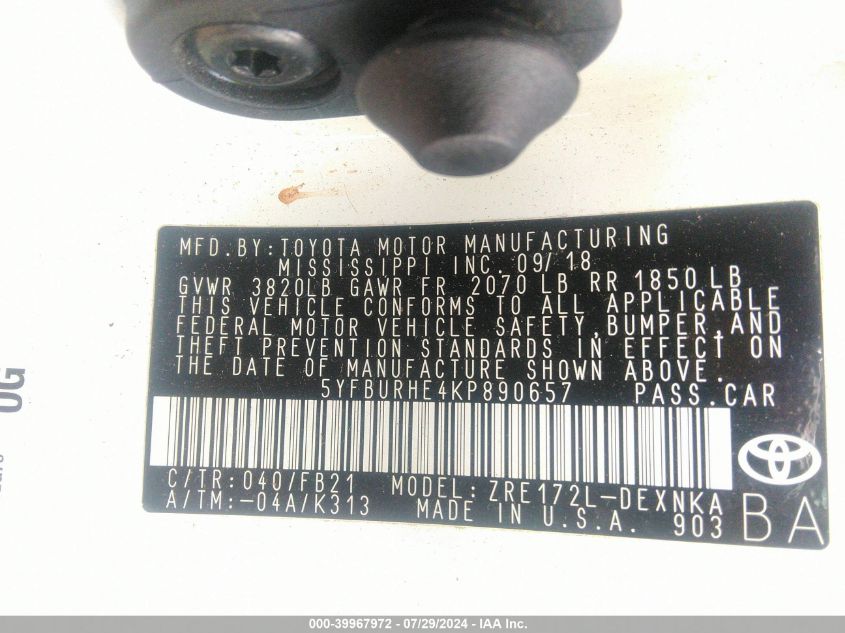 MFD.BY:TOYOTA MOTOR MANUFACTURING
MISSISSIPPI INC. 09/18
GVWR 3820LB GAWR FR 2070 LB RR 1850 LB
THIS VEHICLE CONFORMS TO ALL APPLICABLE
FEDERAL MOTOR VEHICLE SAFETY,BUMPER,AND
THEFT PREVENTION STANDARDS IN EFFECT ON
THE DATE OF MANUFACTURE SHOWN ABOVE.
5YFBURHE4KP890657 PASS.CAR
C/TR:040/FB21 MODEL:ZRE172L-DEXNKA
A/TM:-04A/K313 MADE IN U.S.A. 903
BA
OG
000-39967972 - 07/29/2024 - IAA Inc.